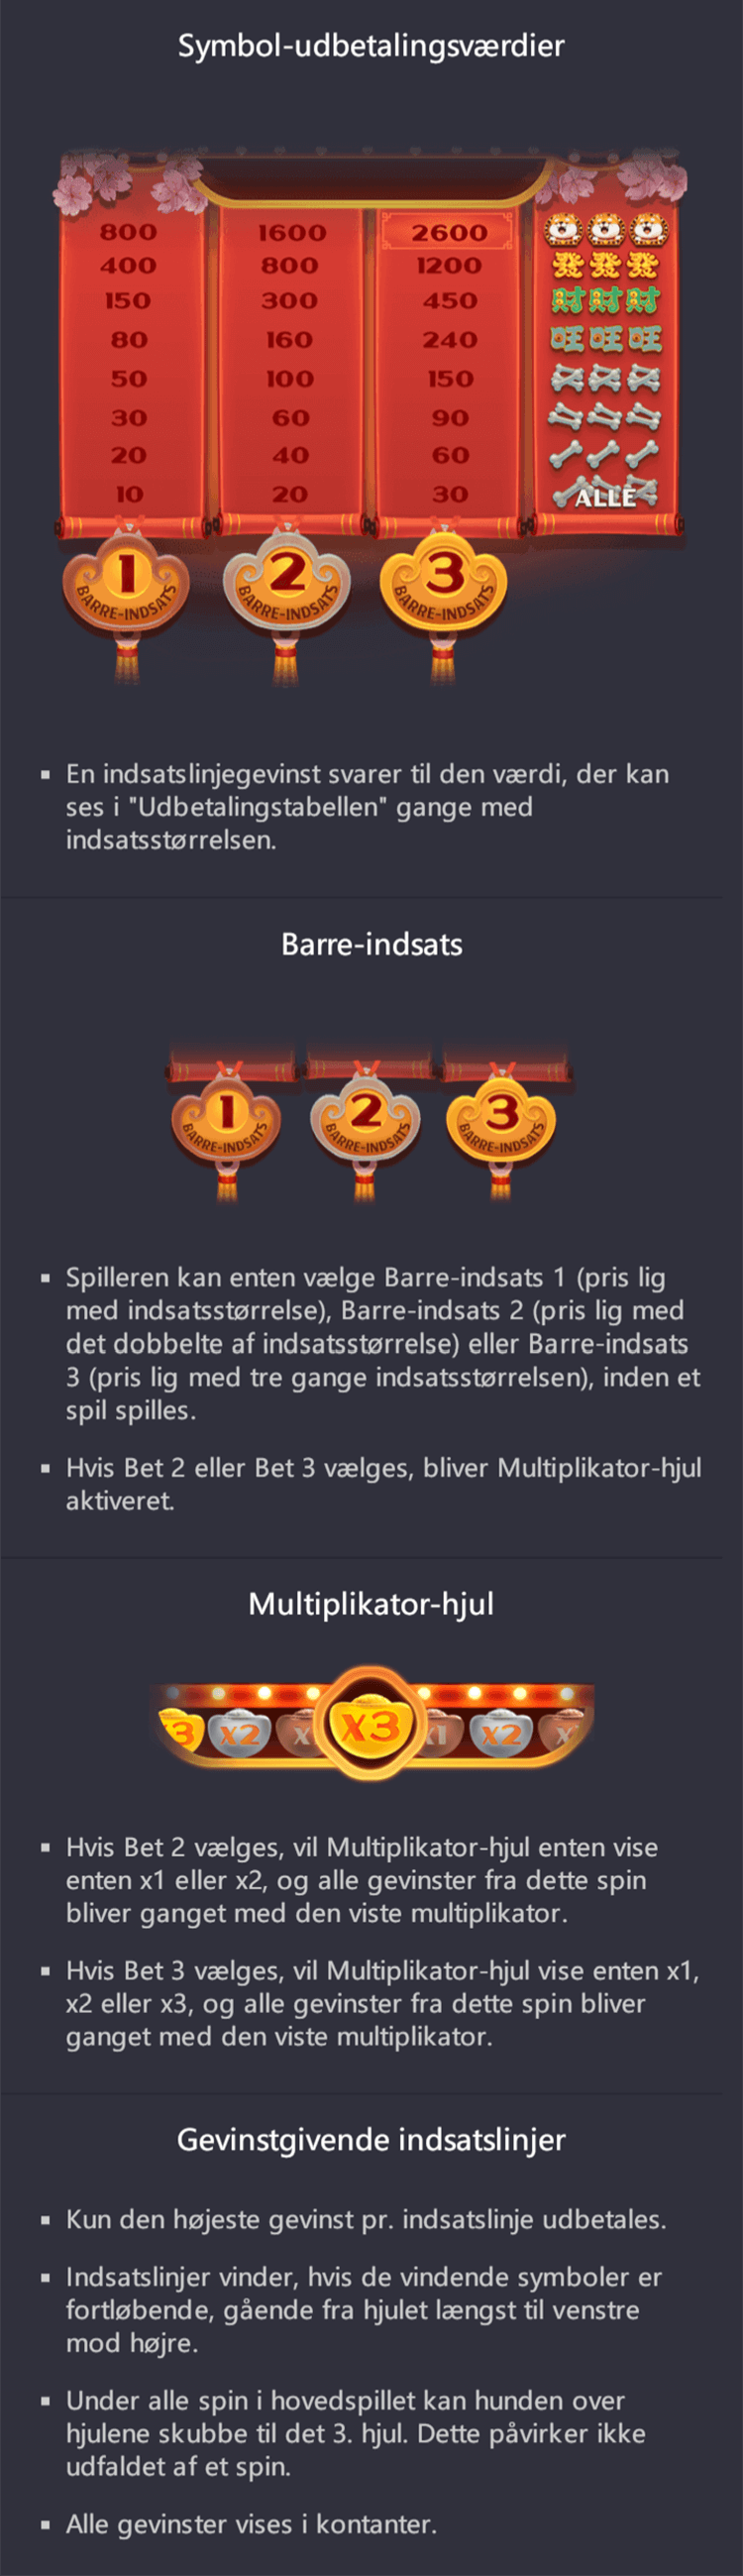 Symbol-udbetalingsværdier
800 1600 2600
400 800 1200 發 發 發
150 300 450 財 財 財
80 160 240 旺 旺 旺
50 100 150
30 60 90
20 40 60
10 20 30 ALLE
1 2 3
BARRE-INDSATS BARRE-INDSATS BARRE-INDSATS
▪ En indsatslinjegevinst svarer til den værdi, der kan
ses i "Udbetalingstabellen" gange med
indsatsstørrelsen.
Barre-indsats
1 2 3
BARRE-INDSATS BARRE-INDSATS BARRE-INDSATS
▪ Spilleren kan enten vælge Barre-indsats 1 (pris lig
med indsatsstørrelse), Barre-indsats 2 (pris lig med
det dobbelte af indsatsstørrelse) eller Barre-indsats
3 (pris lig med tre gange indsatsstørrelsen), inden et
spil spilles.
▪ Hvis Bet 2 eller Bet 3 vælges, bliver Multiplikator-hjul
aktiveret.
Multiplikator-hjul
3 x2 x x3 x1 x2 x
▪ Hvis Bet 2 vælges, vil Multiplikator-hjul enten vise
enten x1 eller x2, og alle gevinster fra dette spin
bliver ganget med den viste multiplikator.
▪ Hvis Bet 3 vælges, vil Multiplikator-hjul vise enten x1,
x2 eller x3, og alle gevinster fra dette spin bliver
ganget med den viste multiplikator.
Gevinstgivende indsatslinjer
▪ Kun den højeste gevinst pr. indsatslinje udbetales.
▪ Indsatslinjer vinder, hvis de vindende symboler er
fortløbende, gående fra hjulet længst til venstre
mod højre.
▪ Under alle spin i hovedspillet kan hunden over
hjulene skubbe til det 3. hjul. Dette påvirker ikke
udfaldet af et spin.
▪ Alle gevinster vises i kontanter.